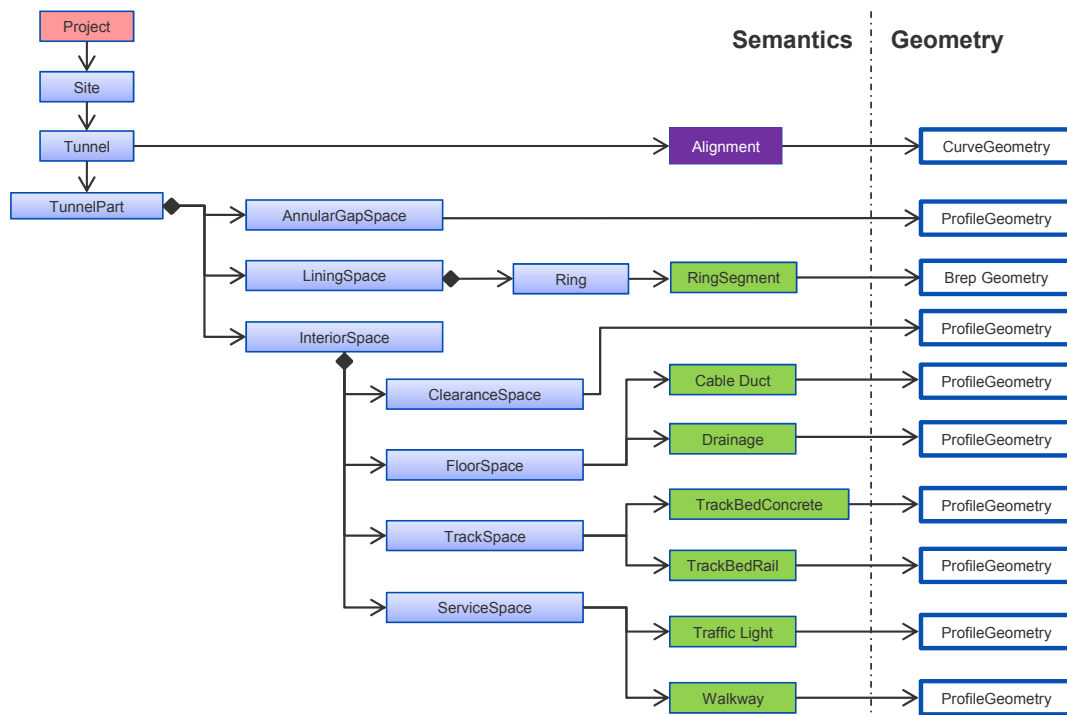 Project
Semantics
Geometry
Site
Tunnel
Alignment
CurveGeometry
TunnelPart
AnnularGapSpace
ProfileGeometry
LiningSpace
Ring
RingSegment
Brep Geometry
InteriorSpace
ProfileGeometry
ClearanceSpace
Cable Duct
ProfileGeometry
Drainage
ProfileGeometry
FloorSpace
TrackBedConcrete
ProfileGeometry
TrackSpace
TrackBedRail
ProfileGeometry
ServiceSpace
Traffic Light
ProfileGeometry
Walkway
ProfileGeometry